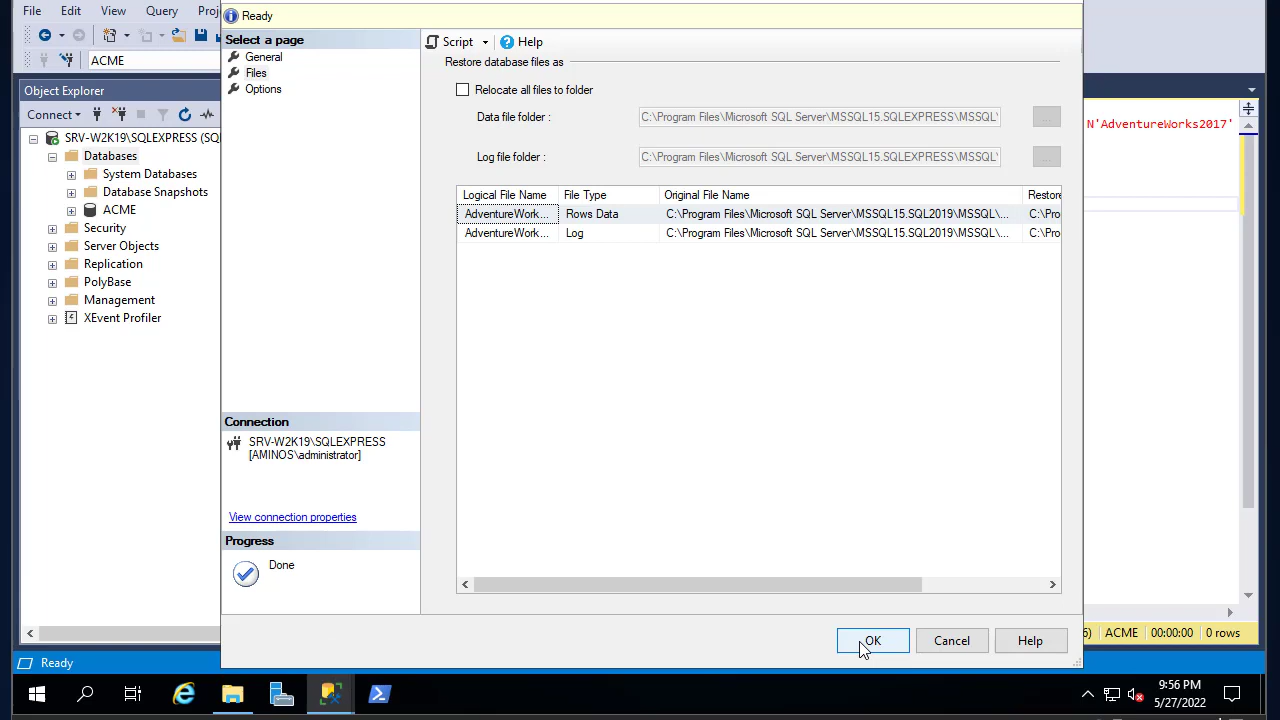 File Edit View Query
Ready
Select a page
General
Files
Options
Script Help
Restore database files as
Relocate all files to folder
Data file folder :
C:\Program Files\Microsoft SQL Server\MSSQL15.SQLEXPRESS\MSSQL\
Log file folder :
C:\Program Files\Microsoft SQL Server\MSSQL15.SQLEXPRESS\MSSQL\
Logical File Name File Type Original File Name Restore
AdventureWork... Rows Data C:\Program Files\Microsoft SQL Server\MSSQL15.SQL2019\MSSQL\... C:\Pro
AdventureWork... Log C:\Program Files\Microsoft SQL Server\MSSQL15.SQL2019\MSSQL\... C:\Pro
ACME
Object Explorer
Connect
SRV-W2K19\SQLEXPRESS (SQ
Databases
System Databases
Database Snapshots
ACME
Security
Server Objects
Replication
PolyBase
Management
XEvent Profiler
N'AdventureWorks2017'
Connection
SRV-W2K19\SQLEXPRESS
[AMINOS\administrator]
View connection properties
Progress
Done
OK Cancel Help
ACME 00:00:00 0 rows
Ready
9:56 PM
5/27/2022